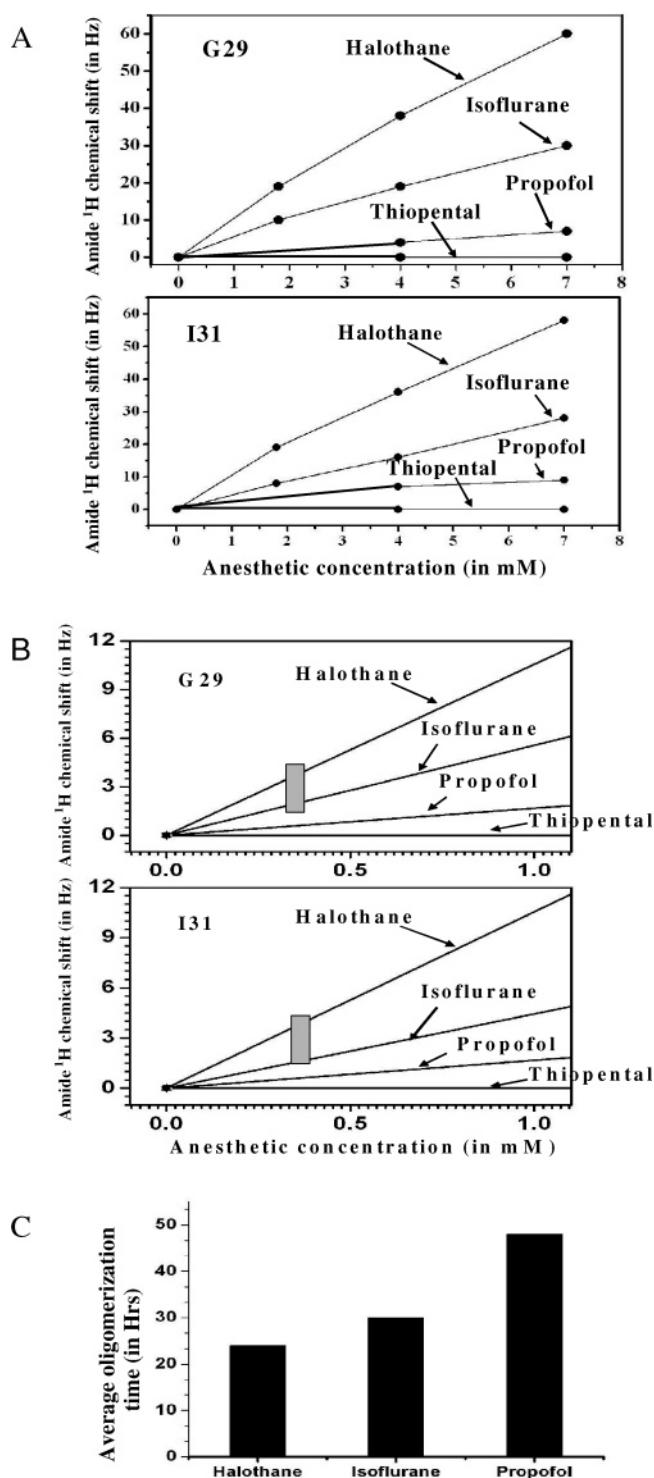 A
G29
Halothane
Isoflurane
Propofol
Thiopental
Amide ¹H chemical shift (in Hz)
60
50
40
30
20
10
0
0 1 2 3 4 5 6 7 8
I31
Halothane
Isoflurane
Propofol
Thiopental
Amide ¹H chemical shift (in Hz)
60
50
40
30
20
10
0
0 1 2 3 4 5 6 7 8
Anesthetic concentration (in mM)
B
G 29
Halothane
Isoflurane
Propofol
Thiopental
Amide ¹H chemical shift (in Hz)
12
9
6
3
0
0.0 0.5 1.0
I31
Halothane
Isoflurane
Propofol
Thiopental
Amide ¹H chemical shift (in Hz)
12
9
6
3
0
0.0 0.5 1.0
Anesthetic concentration (in mM)
C
Average oligomerization
time (in Hrs)
50
40
30
20
10
0
Halothane Isoflurane Propofol